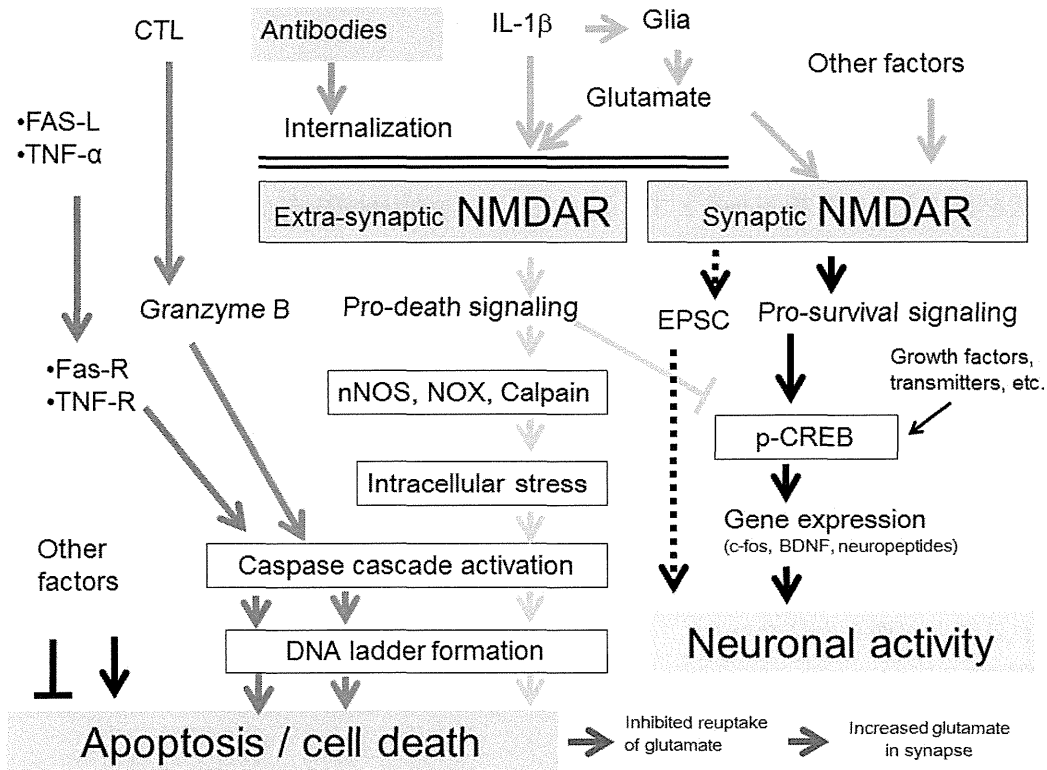 CTL
Antibodies
IL-1β
Glia
Other factors
Glutamate
•FAS-L
•TNF-α
Internalization
Extra-synaptic NMDAR
Synaptic NMDAR
Granzyme B
Pro-death signaling
EPSC
Pro-survival signaling
•Fas-R
•TNF-R
Growth factors,
transmitters, etc.
nNOS, NOX, Calpain
p-CREB
Intracellular stress
Gene expression
(c-fos, BDNF, neuropeptides)
Other
factors
Caspase cascade activation
DNA ladder formation
Neuronal activity
Apoptosis / cell death
Inhibited reuptake
of glutamate
Increased glutamate
in synapse